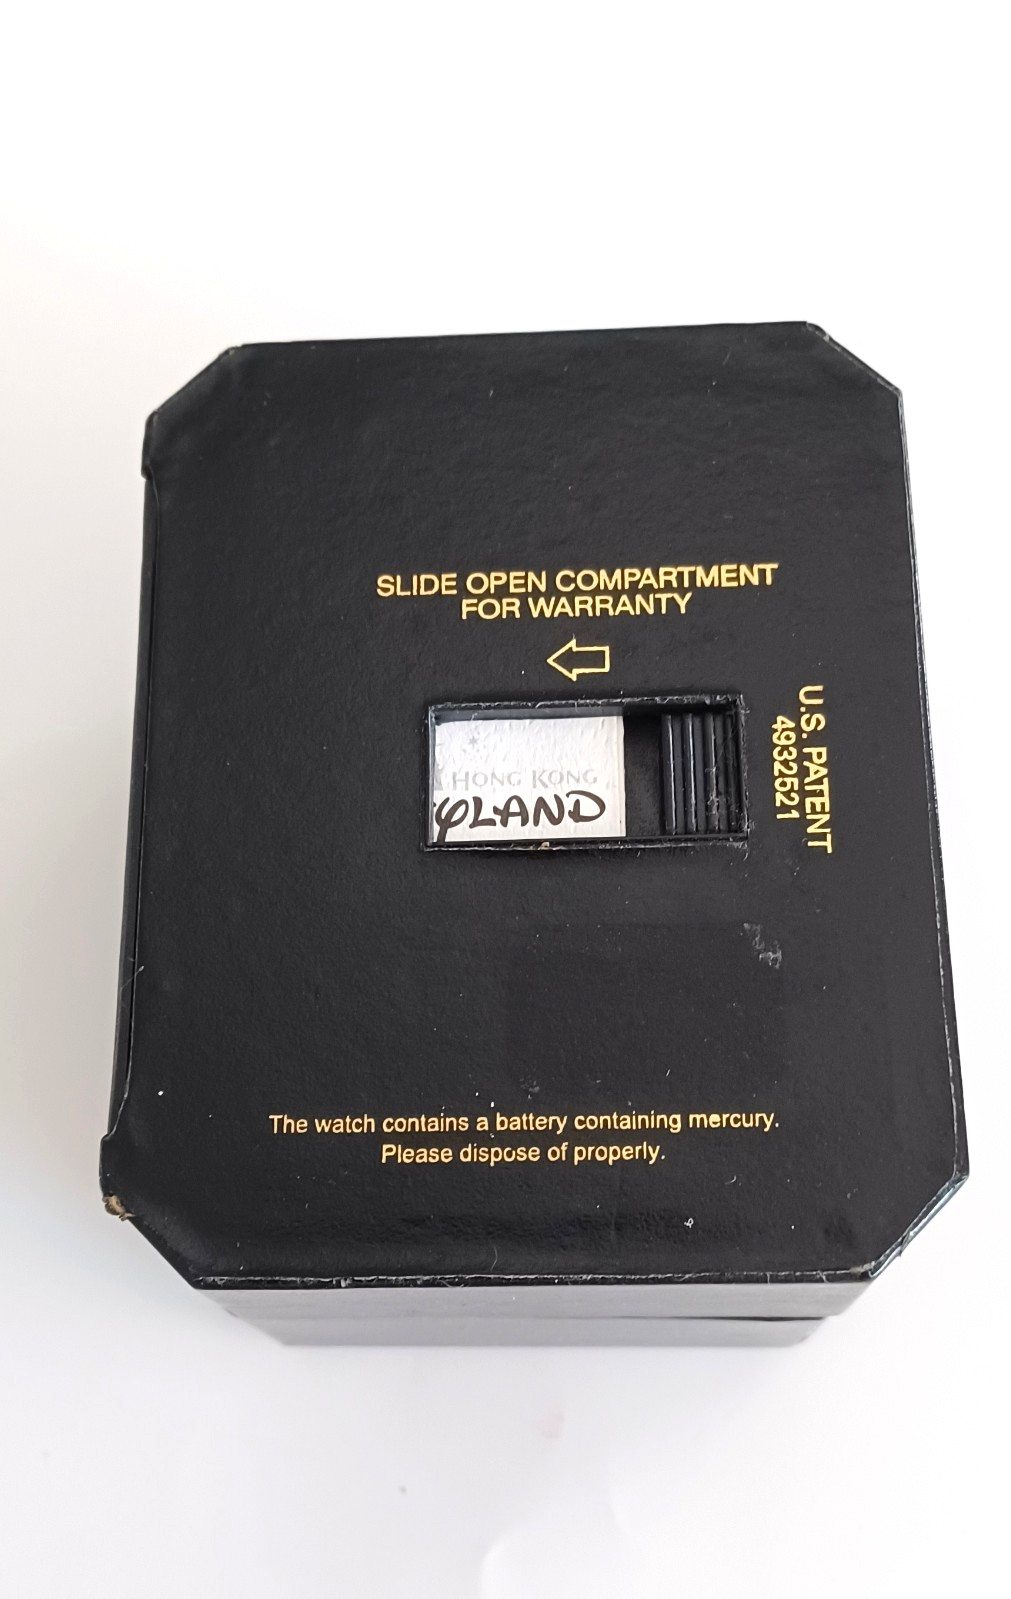 SLIDE OPEN COMPARTMENT
FOR WARRANTY
HONG KONG
YLAND
U.S. PATENT
4932521
The watch contains a battery containing mercury.
Please dispose of properly.